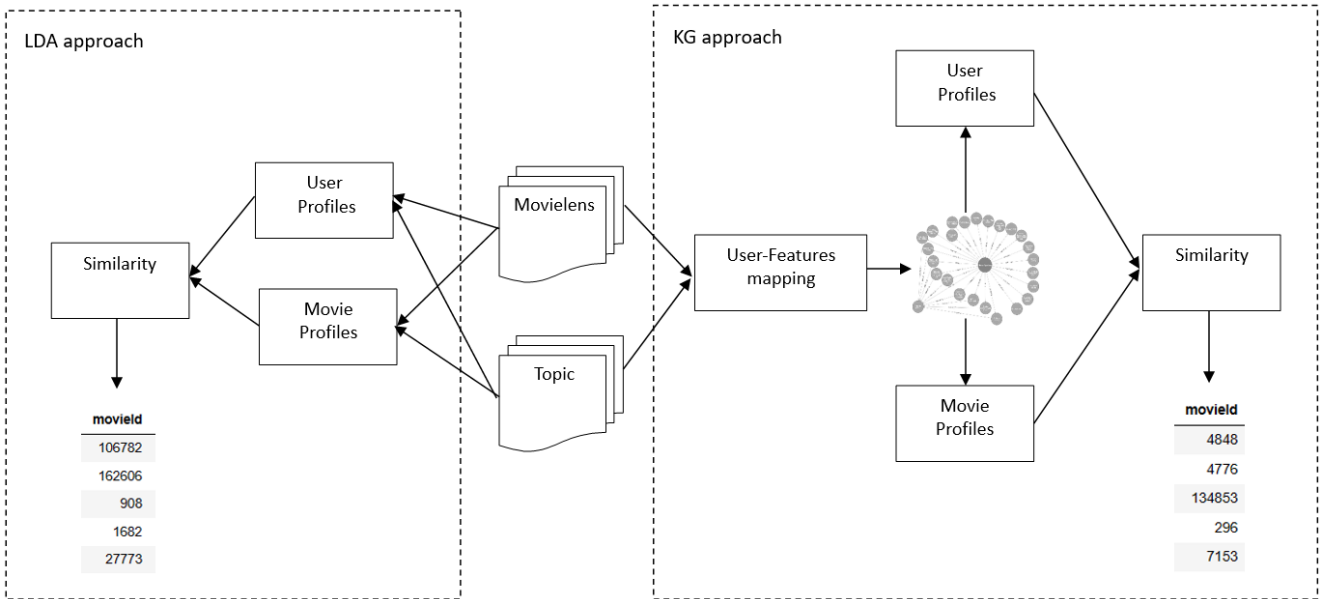 LDA approach
User
Profiles
Similarity
Movie
Profiles
movieId
106782
162606
908
1682
27773
Movielens
Topic
KG approach
User
Profiles
User-Features
mapping
Movie
Profiles
Similarity
movieId
4848
4776
134853
296
7153